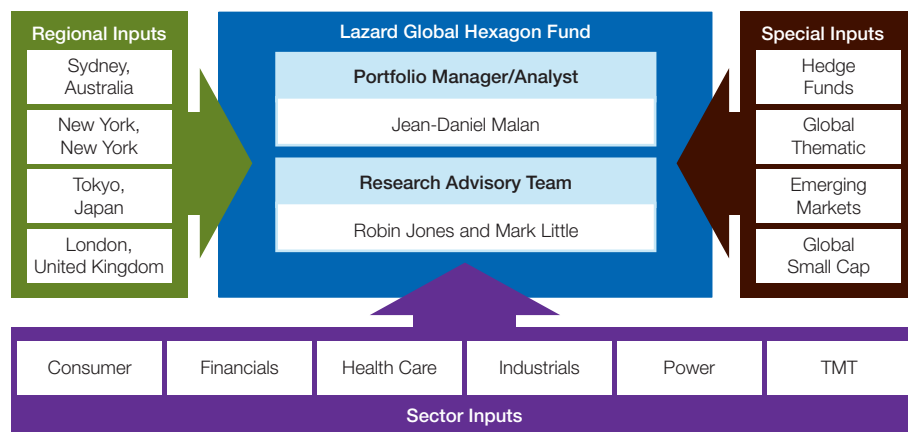 Regional Inputs
Sydney,
Australia
New York,
New York
Tokyo,
Japan
London,
United Kingdom
Lazard Global Hexagon Fund
Portfolio Manager/Analyst
Jean-Daniel Malan
Research Advisory Team
Robin Jones and Mark Little
Special Inputs
Hedge
Funds
Global
Thematic
Emerging
Markets
Global
Small Cap
Consumer
Financials
Health Care
Industrials
Power
TMT
Sector Inputs